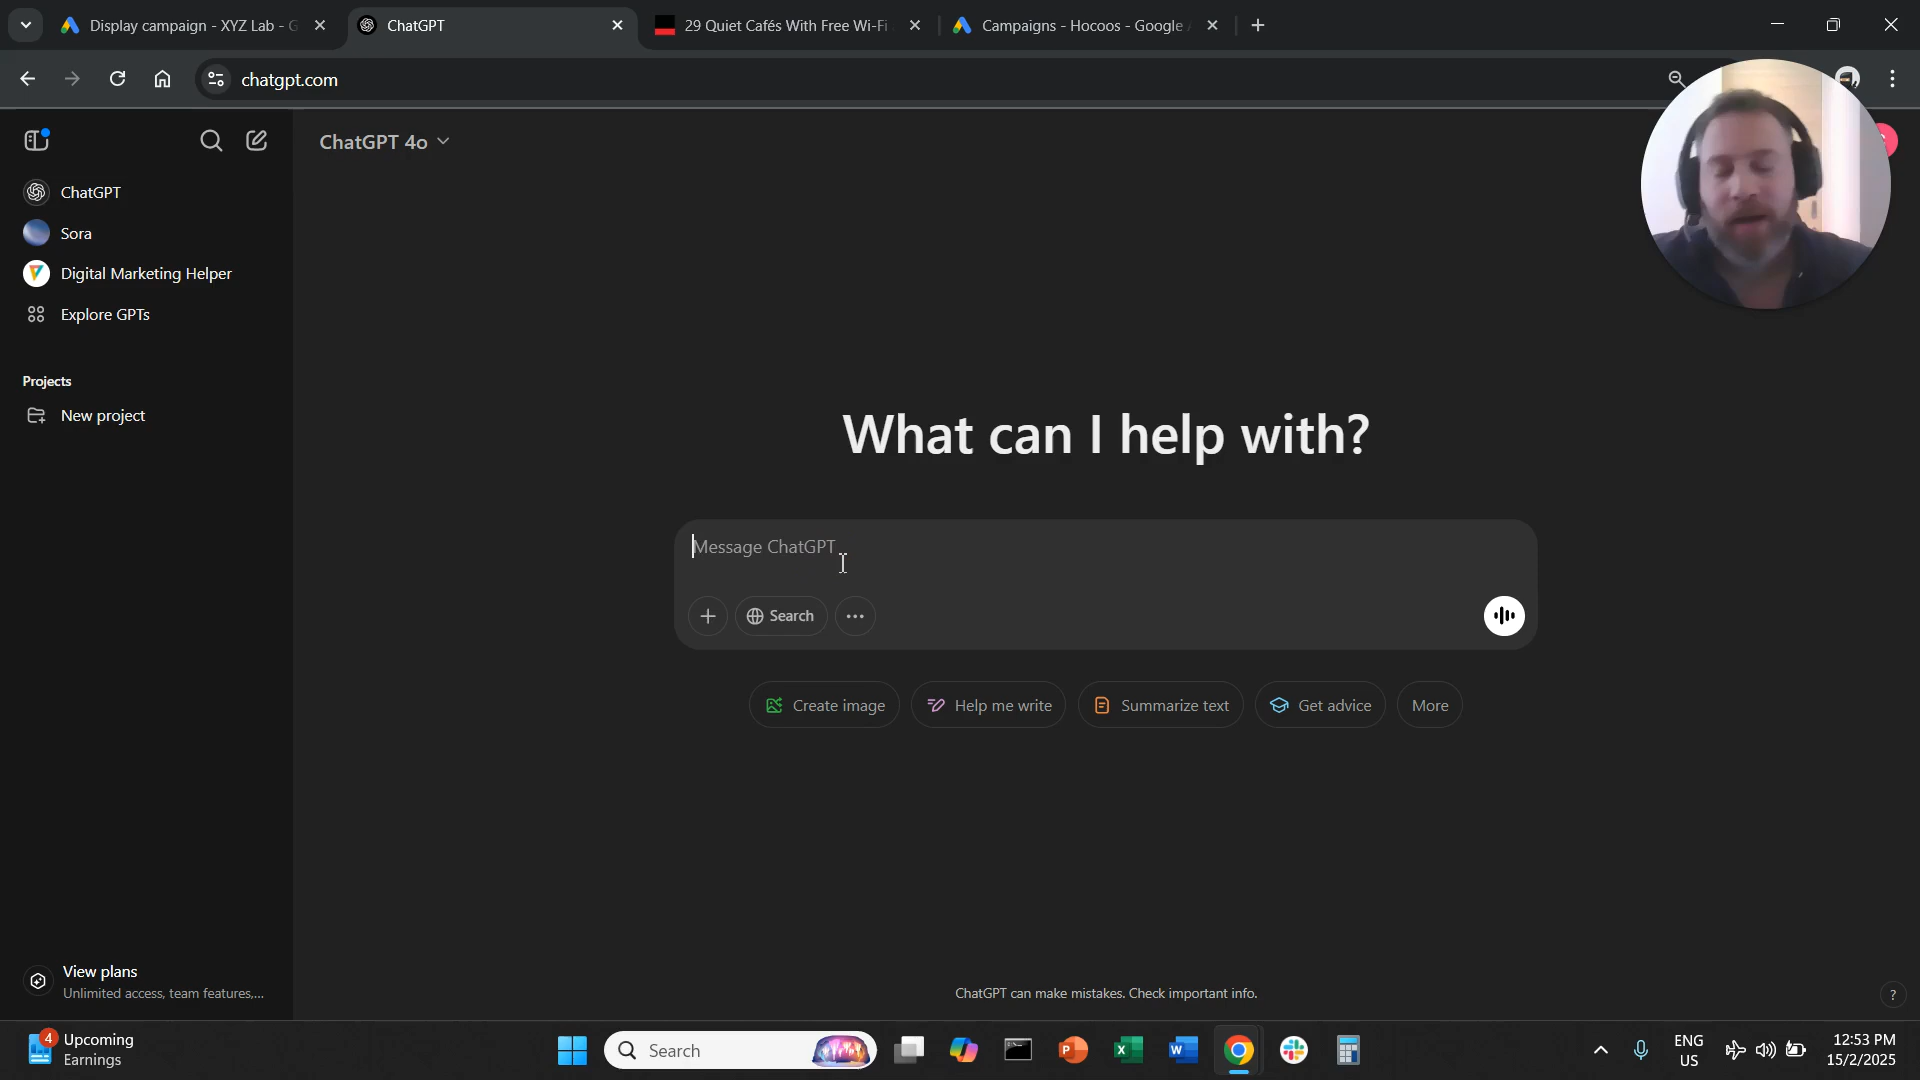 Display campaign - XYZ Lab - G
ChatGPT
29 Quiet Cafés With Free Wi-Fi
Campaigns - Hocoos - Google A
chatgpt.com
ChatGPT
Sora
Digital Marketing Helper
Explore GPTs
Projects
New project
View plans
Unlimited access, team features,...
ChatGPT 4o
What can I help with?
Message ChatGPT
Search
Create image
Help me write
Summarize text
Get advice
More
ChatGPT can make mistakes. Check important info.
?
4
Upcoming
Earnings
Search
ENG
US
12:53 PM
15/2/2025